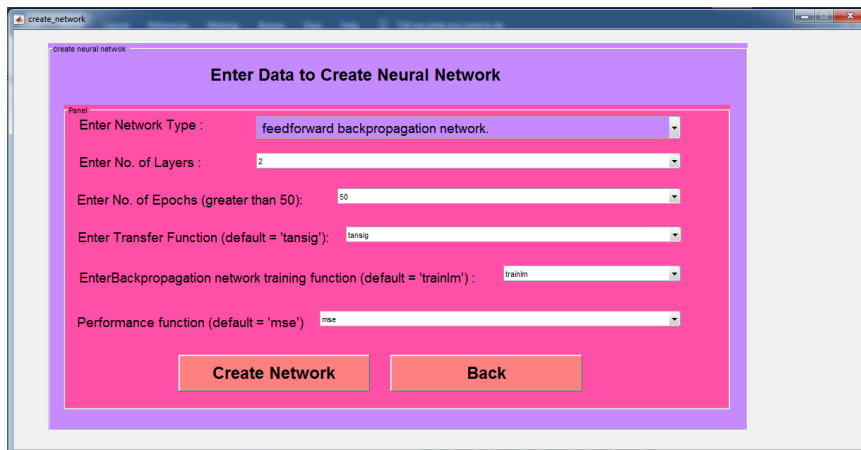 create_network
create neural netwok
Enter Data to Create Neural Network
Panel
Enter Network Type :
feedforward backpropagation network.
Enter No. of Layers :
2
Enter No. of Epochs (greater than 50):
50
Enter Transfer Function (default = 'tansig'):
tansig
EnterBackpropagation network training function (default = 'trainlm') :
trainlm
Performance function (default = 'mse')
mse
Create Network
Back